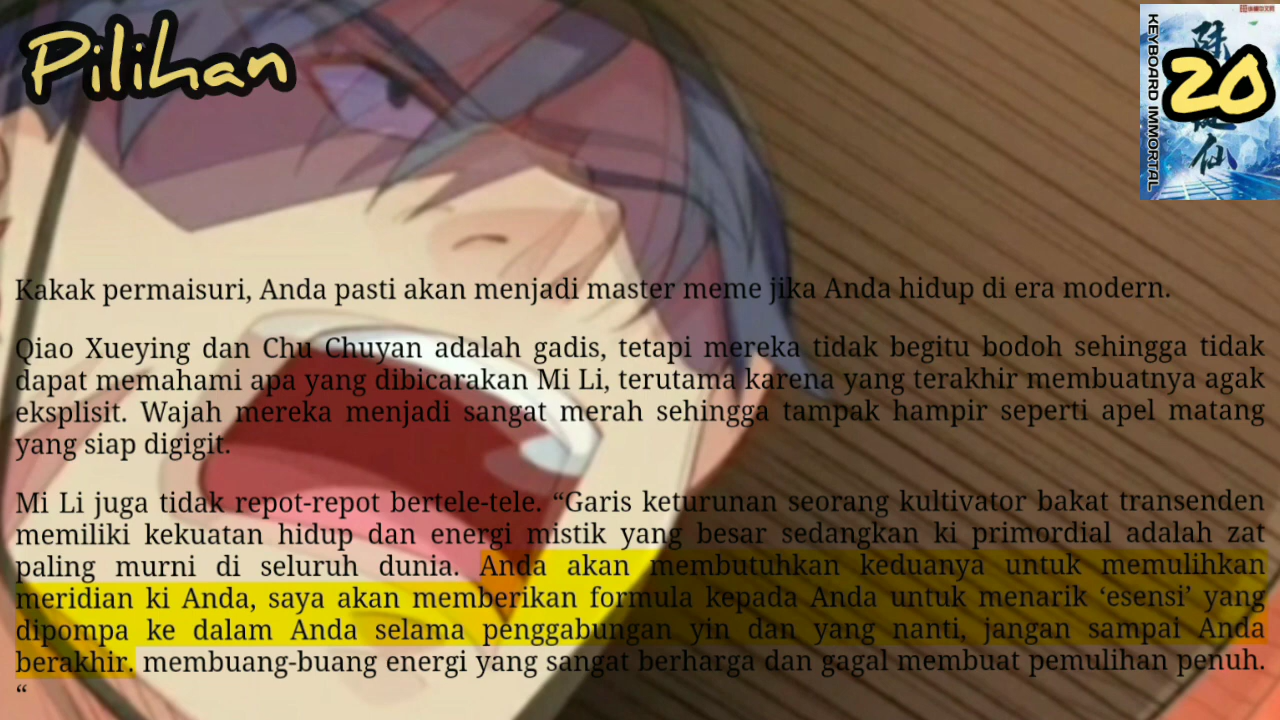 Pilihan
20
KEYBOARD IMMORTAL
Kakak permaisuri, Anda pasti akan menjadi master meme jika Anda hidup di era modern.
Qiao Xueying dan Chu Chuyan adalah gadis, tetapi mereka tidak begitu bodoh sehingga tidak
dapat memahami apa yang dibicarakan Mi Li, terutama karena yang terakhir membuatnya agak
eksplisit. Wajah mereka menjadi sangat merah sehingga tampak hampir seperti apel matang
yang siap digigit.
Mi Li juga tidak repot-repot bertele-tele. “Garis keturunan seorang kultivator bakat transenden
memiliki kekuatan hidup dan energi mistik yang besar sedangkan ki primordial adalah zat
paling murni di seluruh dunia. Anda akan membutuhkan keduanya untuk memulihkan
meridian ki Anda, saya akan memberikan formula kepada Anda untuk menarik ‘esensi’ yang
dipompa ke dalam Anda selama penggabungan yin dan yang nanti, jangan sampai Anda
berakhir. membuang-buang energi yang sangat berharga dan gagal membuat pemulihan penuh.
“